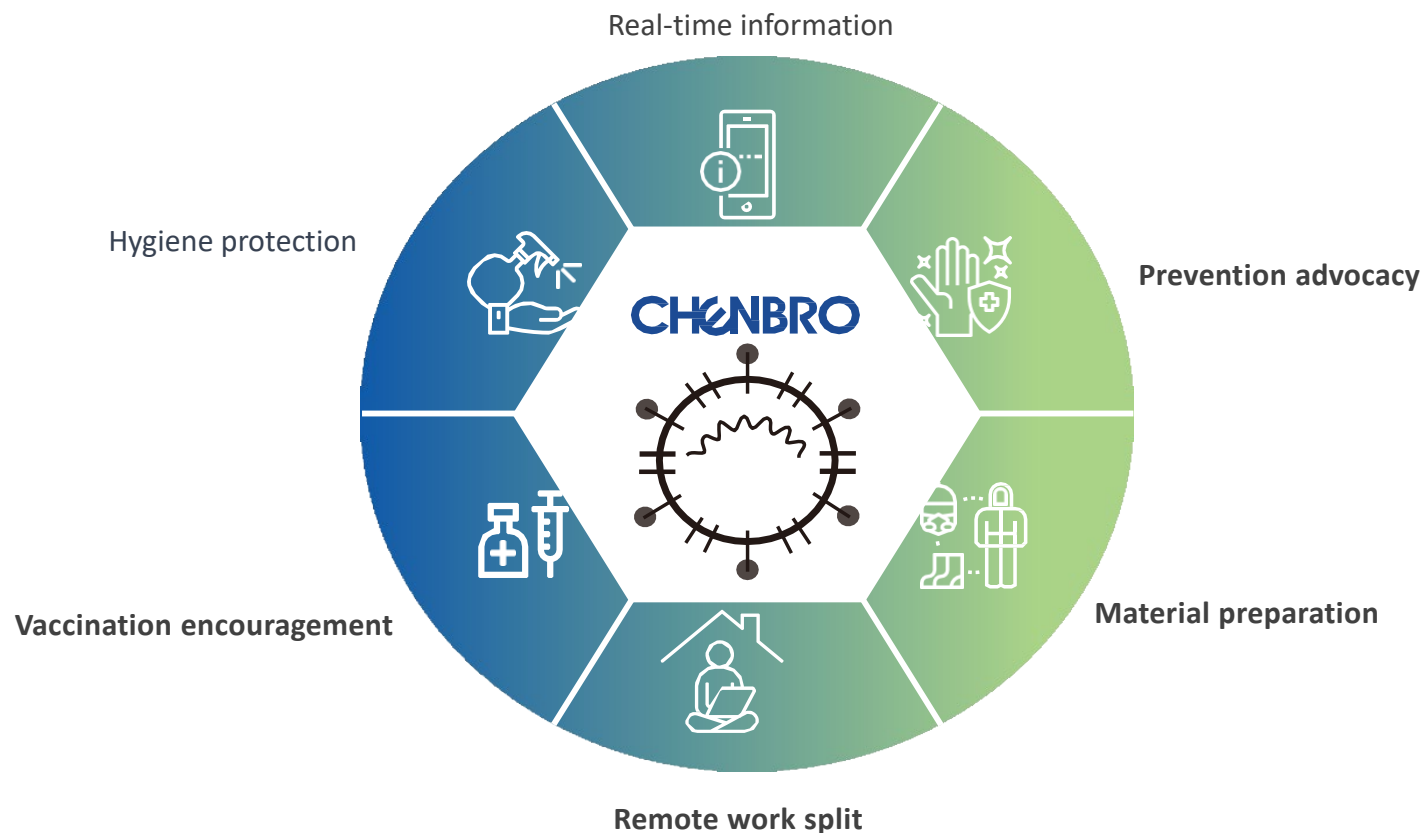 Real-time information
Hygiene protection
Prevention advocacy
CHENBRO
i
Vaccination encouragement
Material preparation
Remote work split